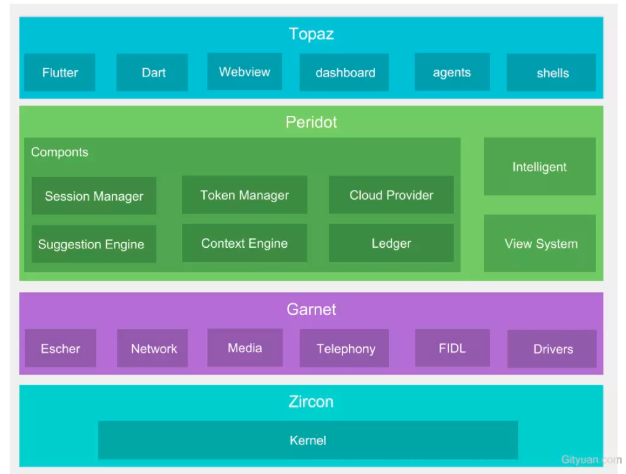 Topaz
Flutter
Dart
Webview
dashboard
agents
shells
Peridot
Componts
Intelligent
Session Manager
Token Manager
Cloud Provider
Suggestion Engine
Context Engine
Ledger
View System
Garnet
Escher
Network
Media
Telephony
FIDL
Drivers
Zircon
Kernel
Gityuan.com